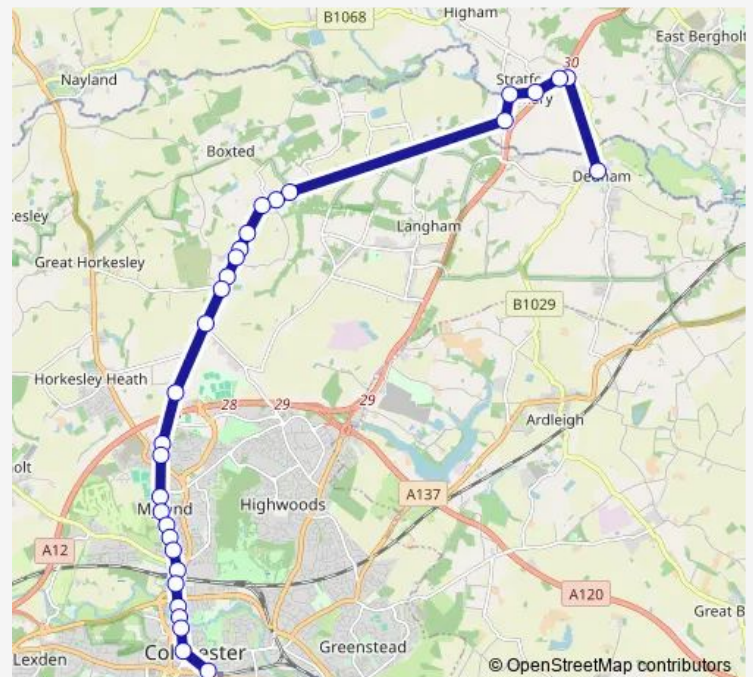 B1068
Higham
East Bergholt
30
Nayland
Boxted
Langham
Great Horkesley
B1029
Horkesley Heath
28
29
29
Ardleigh
Highwoods
A137
A12
A120
Great B
Greenstead
Lexden
© OpenStreetMap contributors